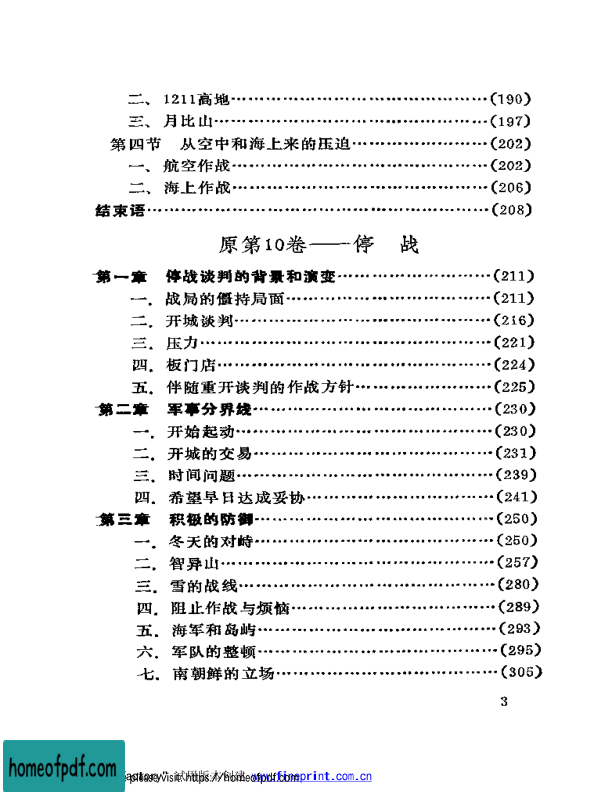 二、1211高地…………………………………(190)
三、月比山……………………………………(197)
第四节 从空中和海上来的压迫…………………(202)
一、航空作战…………………………………(202)
二、海上作战…………………………………(206)
结束语……………………………………………(208)
原第10卷——停 战
第一章 停战谈判的背景和演变……………………(211)
一．战局的僵持局面……………………………(211)
二．开城谈判…………………………………(216)
三．压力………………………………………(221)
四．板门店……………………………………(224)
五．伴随重开谈判的作战方针…………………(225)
第二章 军事分界线………………………………(230)
一．开始起动…………………………………(230)
二．开城的交易………………………………(231)
三．时间问题…………………………………(239)
四．希望早日达成妥协…………………………(241)
第三章 积极的防御………………………………(250)
一．冬天的对峙………………………………(250)
二．智异山……………………………………(257)
三．雪的战线…………………………………(280)
四．阻止作战与烦恼……………………………(289)
五．海军和岛屿………………………………(293)
六．军队的整顿………………………………(295)
七．南朝鲜的立场……………………………(305)
3
homeofpdf.com
please visit: https://homeofpdf.com
www.fineprint.com.cn